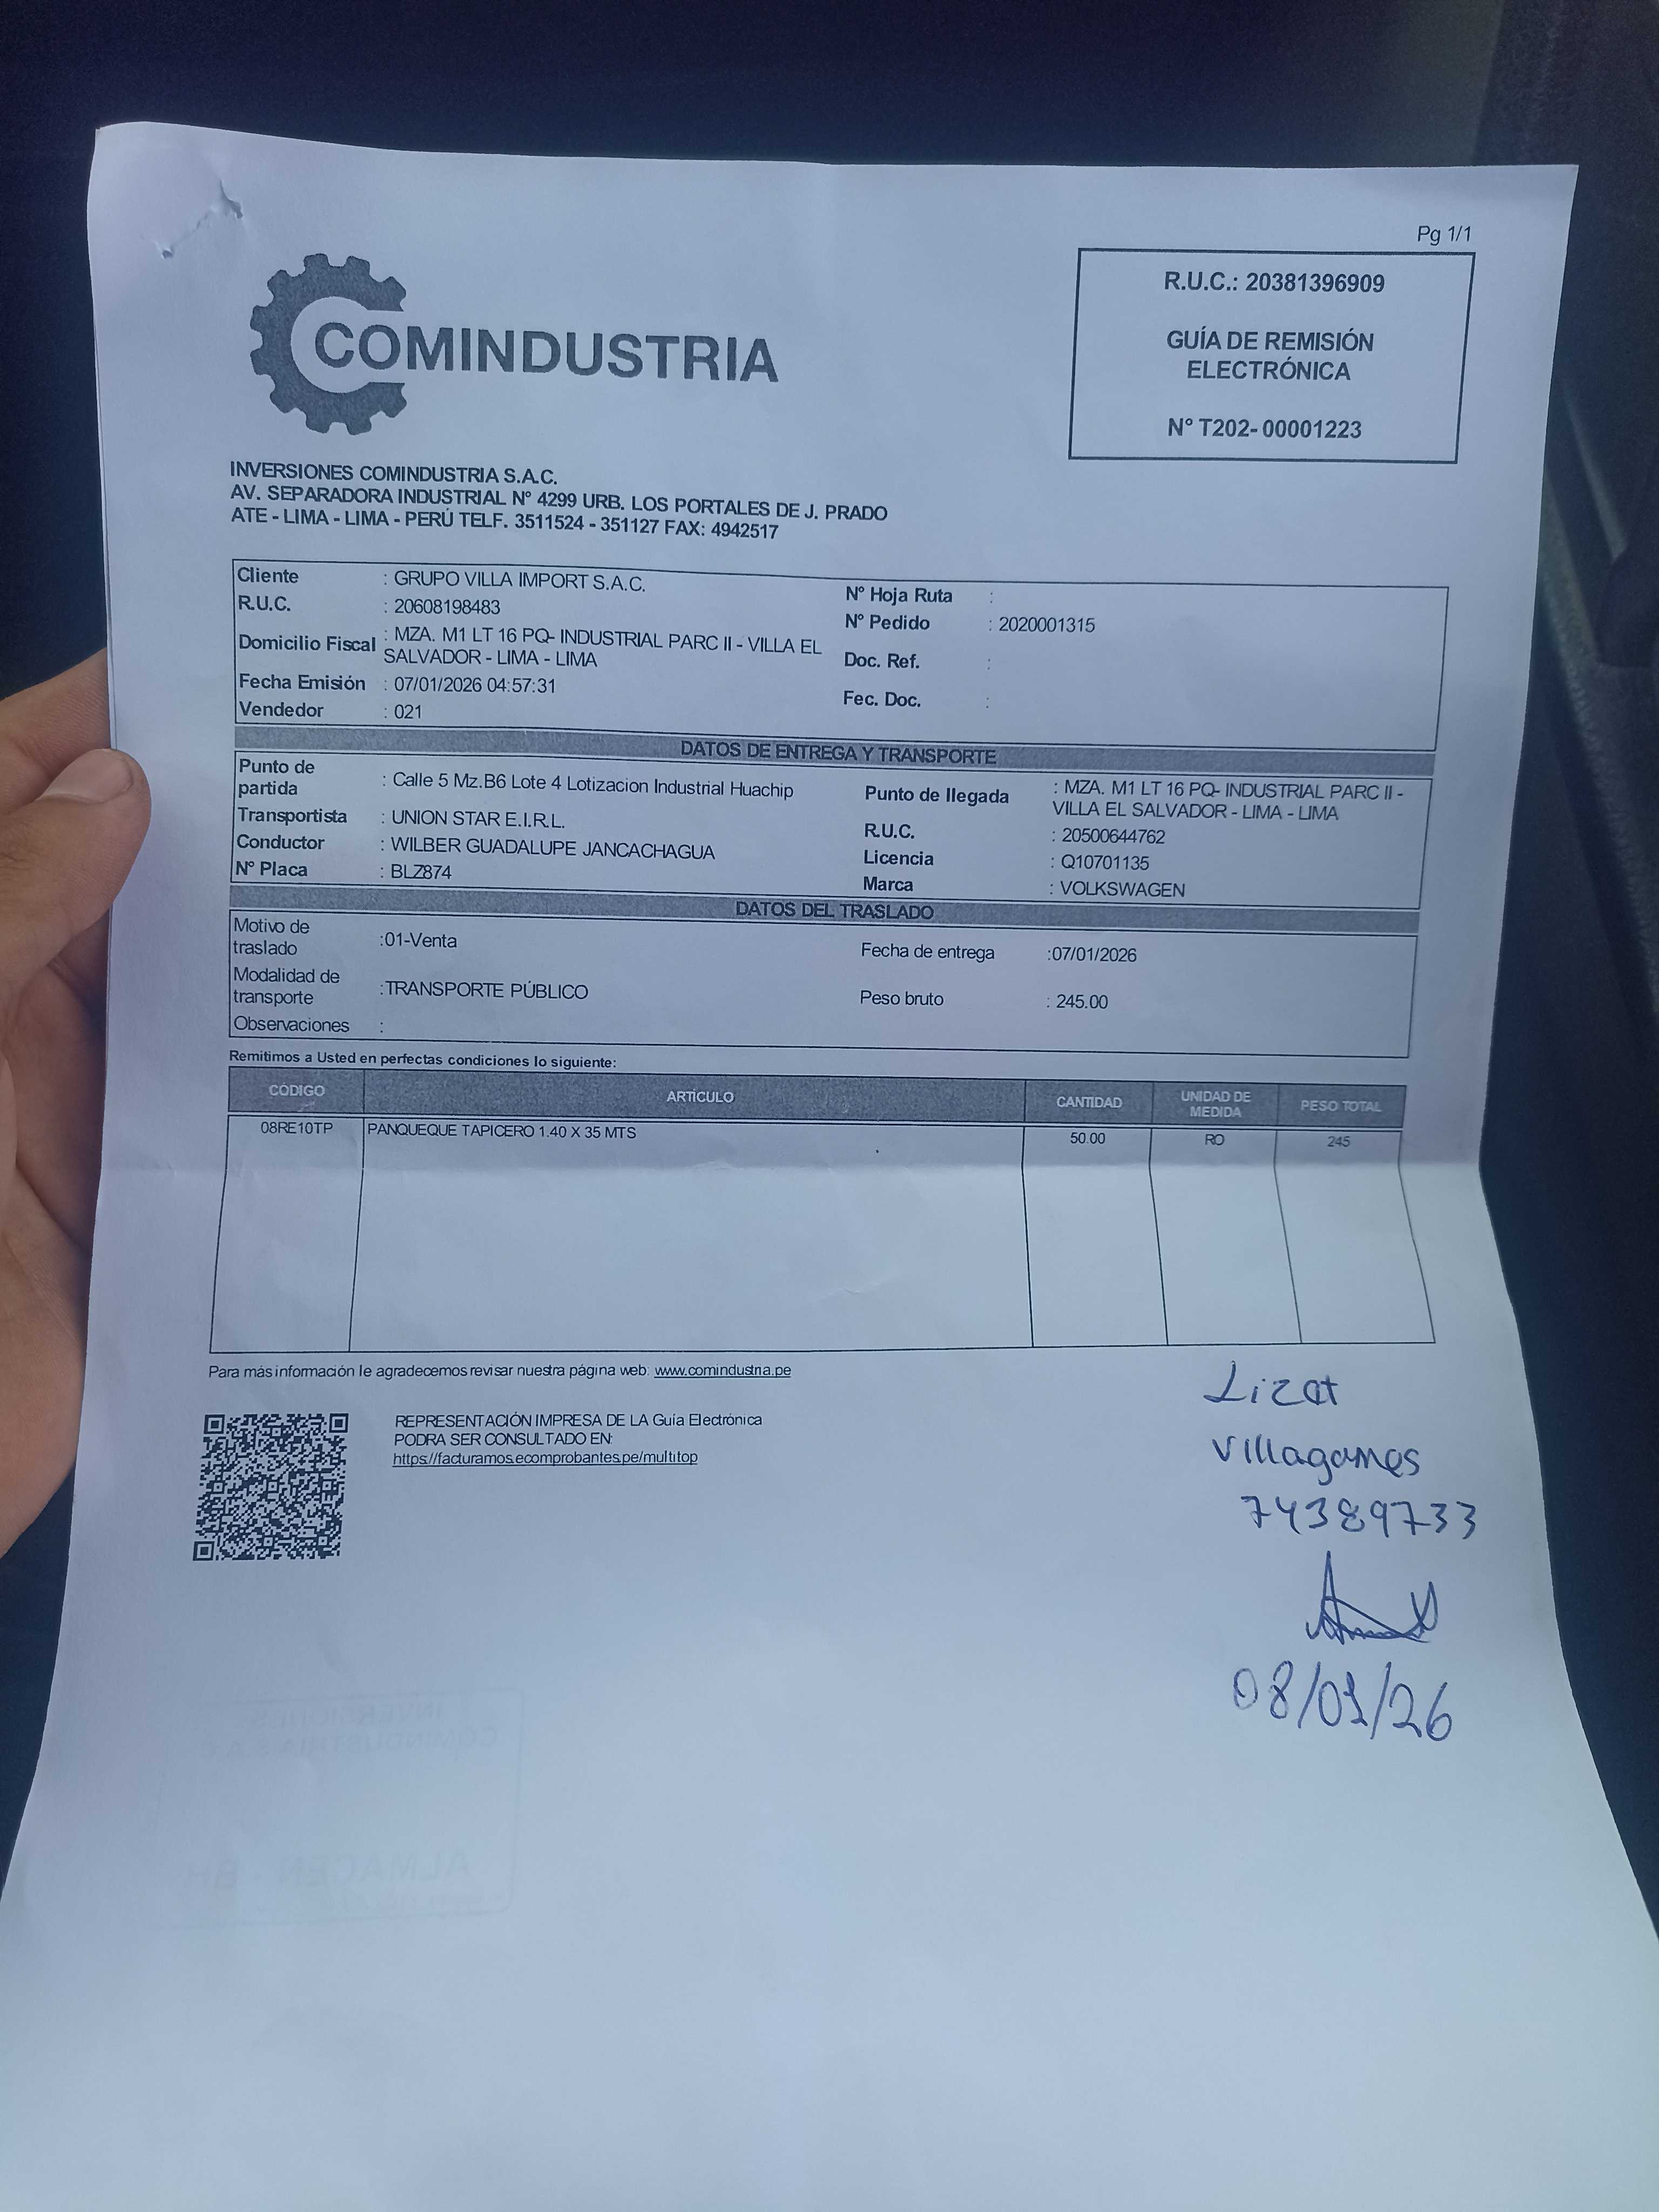 Pg 1/1
COMINDUSTRIA
R.U.C.: 20381396909
GUÍA DE REMISIÓN
ELECTRÓNICA
N° T202- 00001223
INVERSIONES COMINDUSTRIA S.A.C.
AV. SEPARADORA INDUSTRIAL N° 4299 URB. LOS PORTALES DE J. PRADO
ATE - LIMA - LIMA - PERÚ TELF. 3511524 - 351127 FAX: 4942517
Cliente : GRUPO VILLA IMPORT S.A.C.
R.U.C. : 20608198483
Domicilio Fiscal : MZA. M1 LT 16 PQ- INDUSTRIAL PARC II - VILLA EL
SALVADOR - LIMA - LIMA
Fecha Emisión : 07/01/2026 04:57:31
Vendedor : 021
N° Hoja Ruta :
N° Pedido : 2020001315
Doc. Ref. :
Fec. Doc. :
DATOS DE ENTREGA Y TRANSPORTE
Punto de
partida : Calle 5 Mz.B6 Lote 4 Lotizacion Industrial Huachip
Transportista : UNION STAR E.I.R.L.
Conductor : WILBER GUADALUPE JANCACHAGUA
N° Placa : BLZ874
Punto de llegada : MZA. M1 LT 16 PQ- INDUSTRIAL PARC II -
VILLA EL SALVADOR - LIMA - LIMA
R.U.C. : 20500644762
Licencia : Q10701135
Marca : VOLKSWAGEN
DATOS DEL TRASLADO
Motivo de
traslado :01-Venta
Modalidad de
transporte :TRANSPORTE PÚBLICO
Observaciones :
Fecha de entrega :07/01/2026
Peso bruto : 245.00
Remitimos a Usted en perfectas condiciones lo siguiente:
CÓDIGO ARTÍCULO CANTIDAD UNIDAD DE MEDIDA PESO TOTAL
08RE10TP PANQUEQUE TAPICERO 1.40 X 35 MTS 50.00 RO 245
Para más información le agradecemos revisar nuestra página web: www.comindustria.pe
REPRESENTACIÓN IMPRESA DE LA Guía Electrónica
PODRA SER CONSULTADO EN:
https://facturamos.ecomprobantes.pe/multitop
Lizet
Villagomes
74389733
08/01/26
INVERSIONES
COMINDUSTRIA S.A.C
ALMACEN - BH